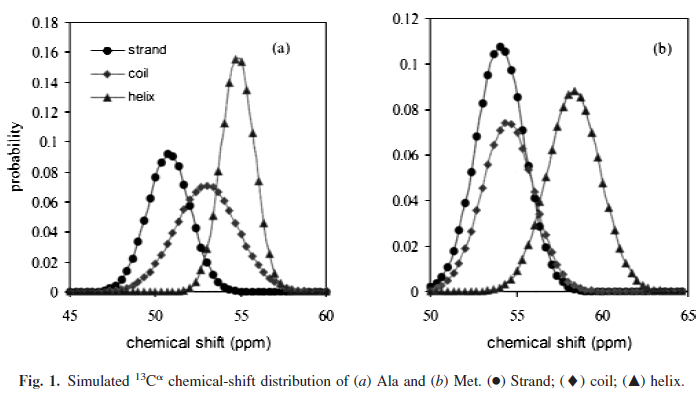 0.18
0.16
0.14
0.12
0.1
0.08
0.06
0.04
0.02
0
probability
strand
coil
helix
(a)
45 50 55 60
chemical shift (ppm)
0.12
0.1
0.08
0.06
0.04
0.02
0
(b)
50 55 60 65
chemical shift (ppm)
Fig. 1. Simulated ¹³Cᵅ chemical-shift distribution of (a) Ala and (b) Met. (●) Strand; (◆) coil; (▲) helix.